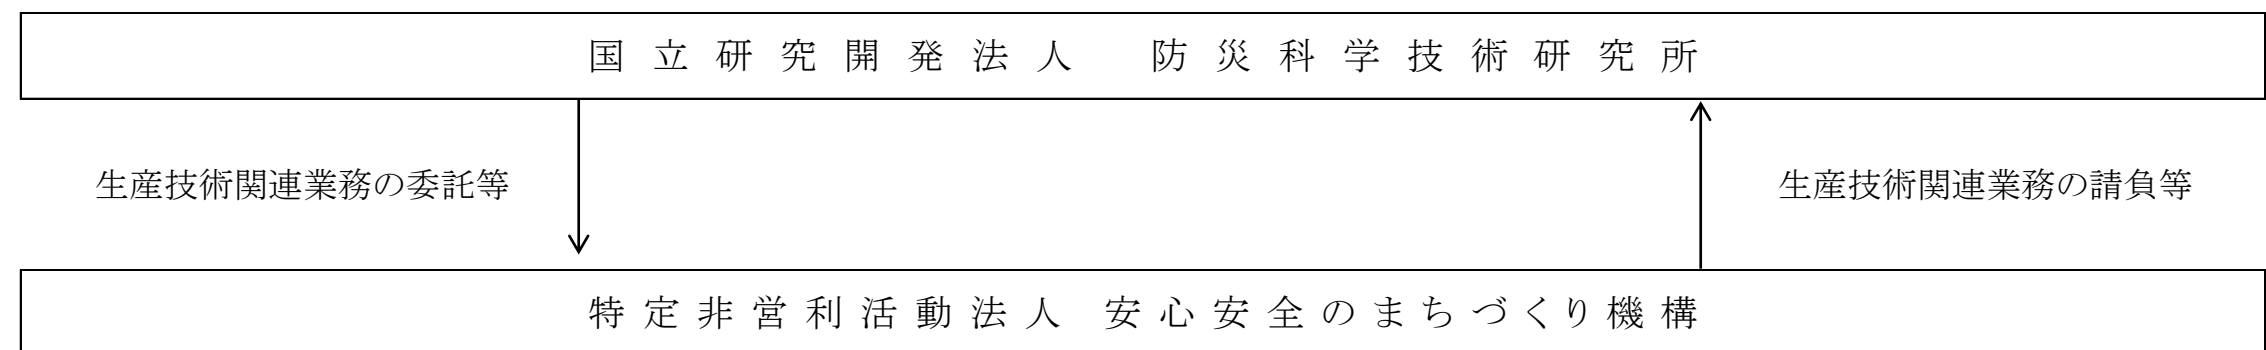 国立研究開発法人 防災科学技術研究所
生産技術関連業務の委託等
生産技術関連業務の請負等
特定非営利活動法人 安心安全のまちづくり機構